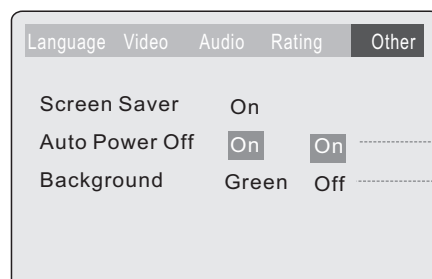 Language Video Audio Rating Other
Screen Saver On
Auto Power Off On On
Background Green Off